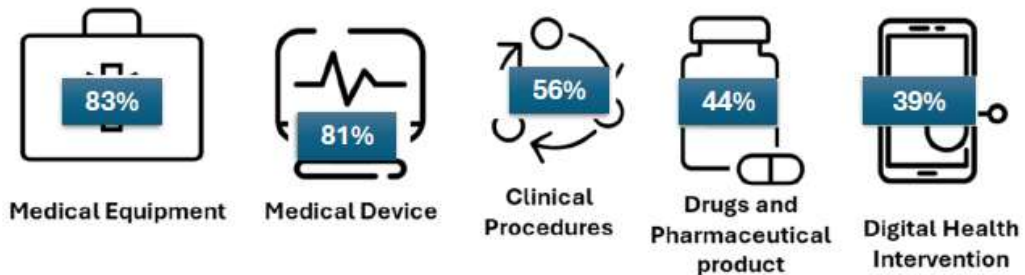 83%
Medical Equipment
81%
Medical Device
56%
Clinical
Procedures
44%
Drugs and
Pharmaceutical
product
39%
Digital Health
Intervention